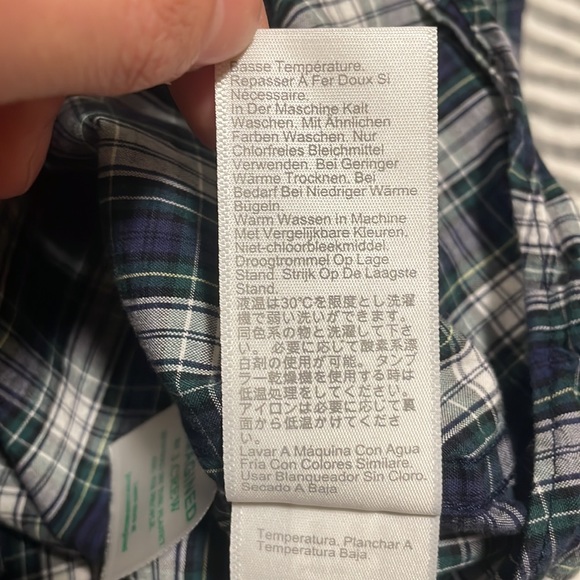 Basse Température.
Repasser À Fer Doux Si
Nécessaire.
In Der Maschine Kalt
Waschen. Mit Ähnlichen
Farben Waschen. Nur
Chlorfreies Bleichmittel
Verwenden. Bei Geringer
Wärme Trocknen. Bei
Bedarf Bei Niedriger Wärme
Bügeln.
Warm Wassen In Machine
Met Vergelijkbare Kleuren.
Niet-chloorbleekmiddel.
Droogtrommel Op Lage
Stand. Strijk Op De Laagste
Stand.
液温は30℃を限度とし洗濯
機で弱い洗いができます。
同色系の物と洗濯して下さ
い。必要に応じて酸素系漂
白剤の使用が可能。タンブ
ラー乾燥機を使用する時は
低温処理をしてください。
アイロンは必要に応じて裏
面から低温かけてくださ
い。
Lavar A Máquina Con Agua
Fría Con Colores Similare.
Usar Blanqueador Sin Cloro.
Secado A Baja
Temperatura. Planchar A
Temperatura Baja.